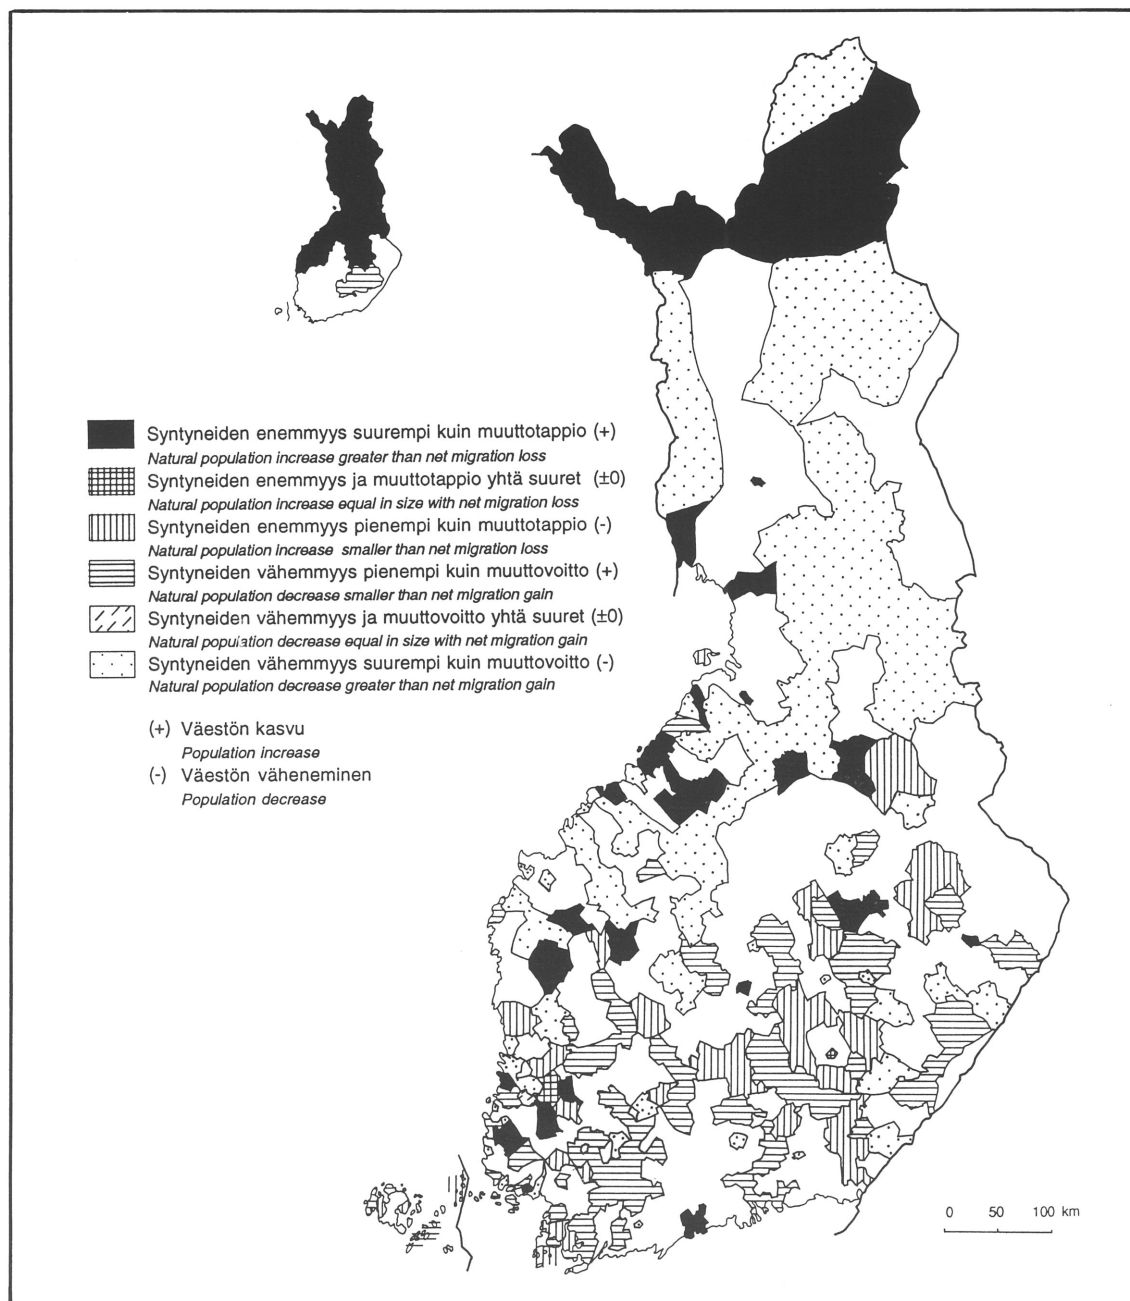 Syntyneiden enemmyys suurempi kuin muuttotappio (+)
Natural population increase greater than net migration loss
Syntyneiden enemmyys ja muuttotappio yhtä suuret (±0)
Natural population increase equal in size with net migration loss
Syntyneiden enemmyys pienempi kuin muuttotappio (-)
Natural population increase smaller than net migration loss
Syntyneiden vähemmyys pienempi kuin muuttovoitto (+)
Natural population decrease smaller than net migration gain
Syntyneiden vähemmyys ja muuttovoitto yhtä suuret (±0)
Natural population decrease equal in size with net migration gain
Syntyneiden vähemmyys suurempi kuin muuttovoitto (-)
Natural population decrease greater than net migration gain
(+) Väestön kasvu
Population increase
(-) Väestön väheneminen
Population decrease
0 50 100 km